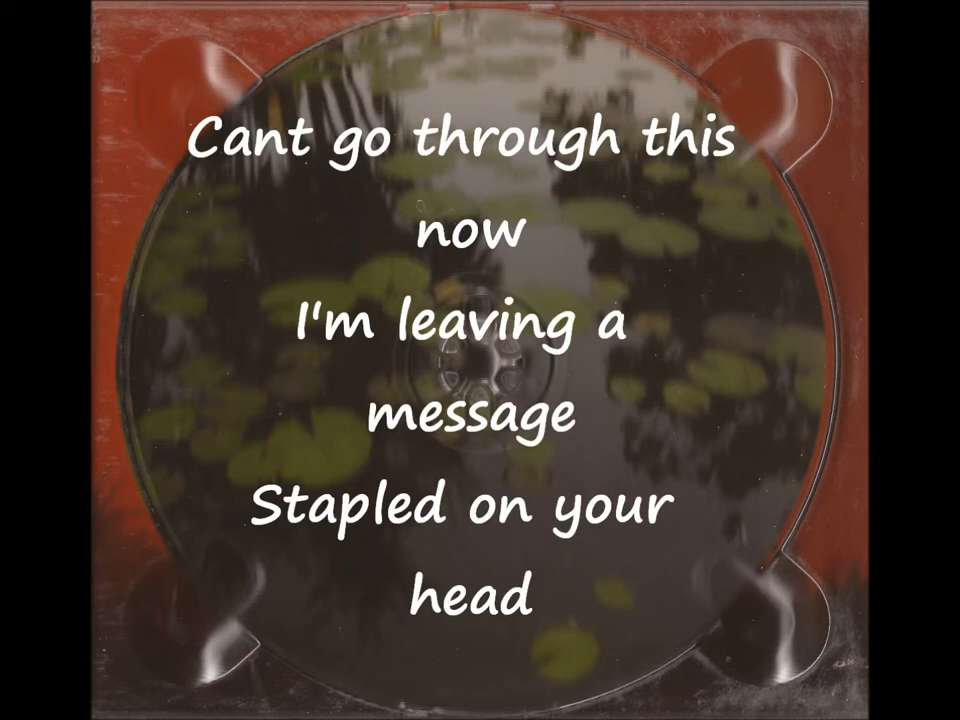 Cant go through this
now
I'm leaving a
message
Stapled on your
head